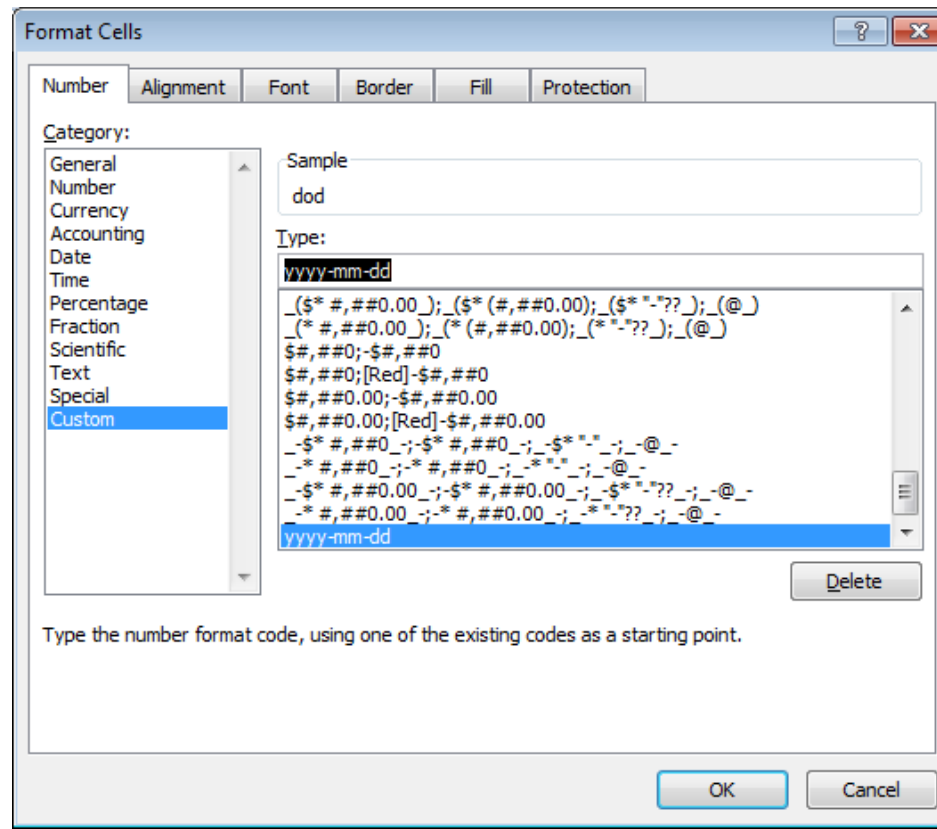 Format Cells
Number Alignment Font Border Fill Protection
Category:
General
Number
Currency
Accounting
Date
Time
Percentage
Fraction
Scientific
Text
Special
Custom
Sample
dod
Type:
yyyy-mm-dd
_($* #,##0.00_);_($* (#,##0.00);_($* "-"??_);_(@_)
_(* #,##0.00_);_(* (#,##0.00);_(* "-"??_);_(@_)
$#,##0;-$#,##0
$#,##0;[Red]-$#,##0
$#,##0.00;-$#,##0.00
$#,##0.00;[Red]-$#,##0.00
_-$* #,##0_-;-$* #,##0_-;_-$* "-"_-;_-@_-
_-* #,##0_-;-* #,##0_-;_-* "-"_-;_-@_-
_-$* #,##0.00_-;-$* #,##0.00_-;_-$* "-"??_-;_-@_-
_-* #,##0.00_-;-* #,##0.00_-;_-* "-"??_-;_-@_-
yyyy-mm-dd
Delete
Type the number format code, using one of the existing codes as a starting point.
OK Cancel